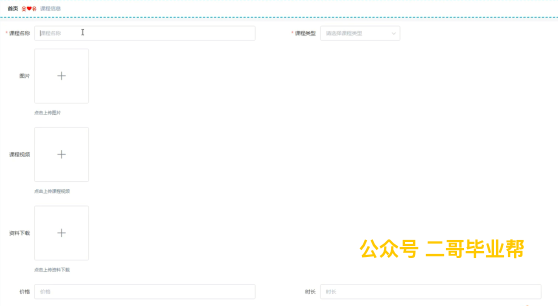 首页 课程视频
* 课程名称 课程名称 * 课程类型 请选择课程类型
图片
点击上传图片
课程视频
点击上传课程视频
资料下载
点击上传资料下载
公众号 二哥毕业帮
价格 价格 时长 时长